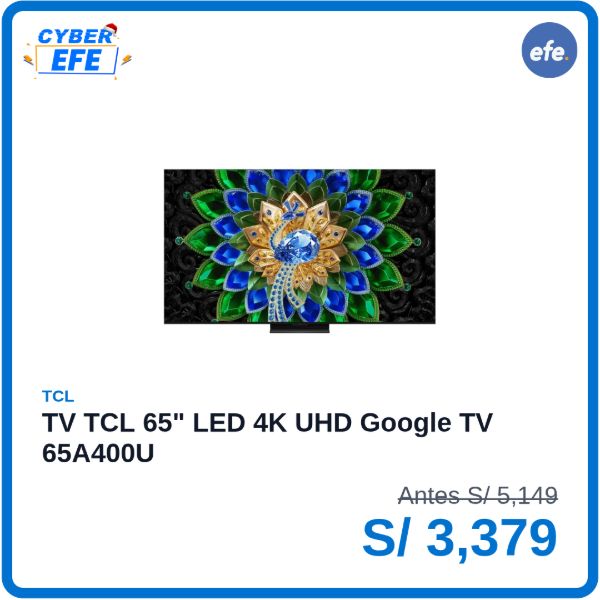 CYBER
EFE
efe.
TCL
TV TCL 65" LED 4K UHD Google TV
65A400U
Antes S/ 5,149
S/ 3,379